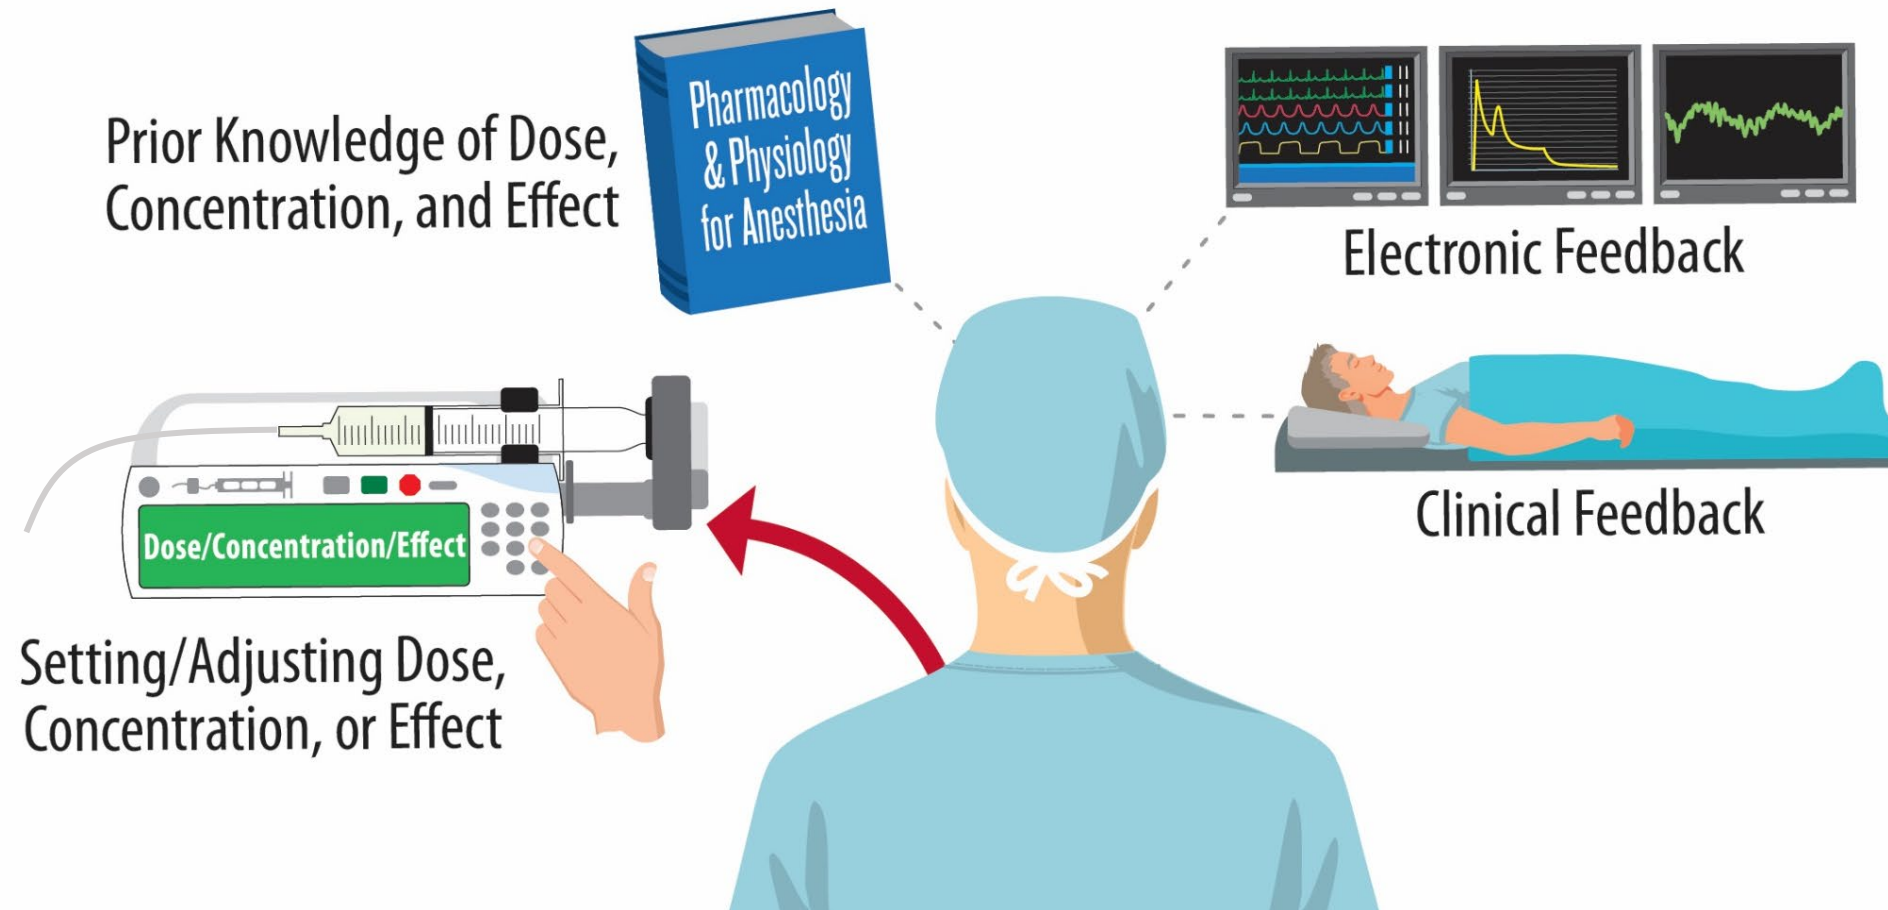 Prior Knowledge of Dose,
Concentration, and Effect
Pharmacology
& Physiology
for Anesthesia
Electronic Feedback
Clinical Feedback
Dose/Concentration/Effect
Setting/Adjusting Dose,
Concentration, or Effect